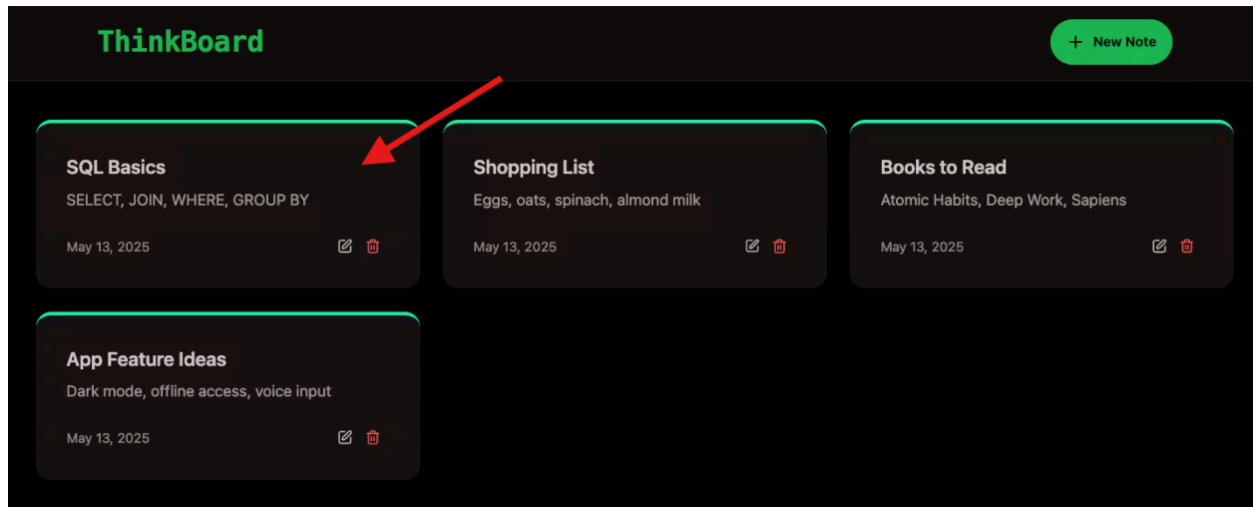 ThinkBoard
New Note
SQL Basics
SELECT, JOIN, WHERE, GROUP BY
May 13, 2025
Shopping List
Eggs, oats, spinach, almond milk
May 13, 2025
Books to Read
Atomic Habits, Deep Work, Sapiens
May 13, 2025
App Feature Ideas
Dark mode, offline access, voice input
May 13, 2025